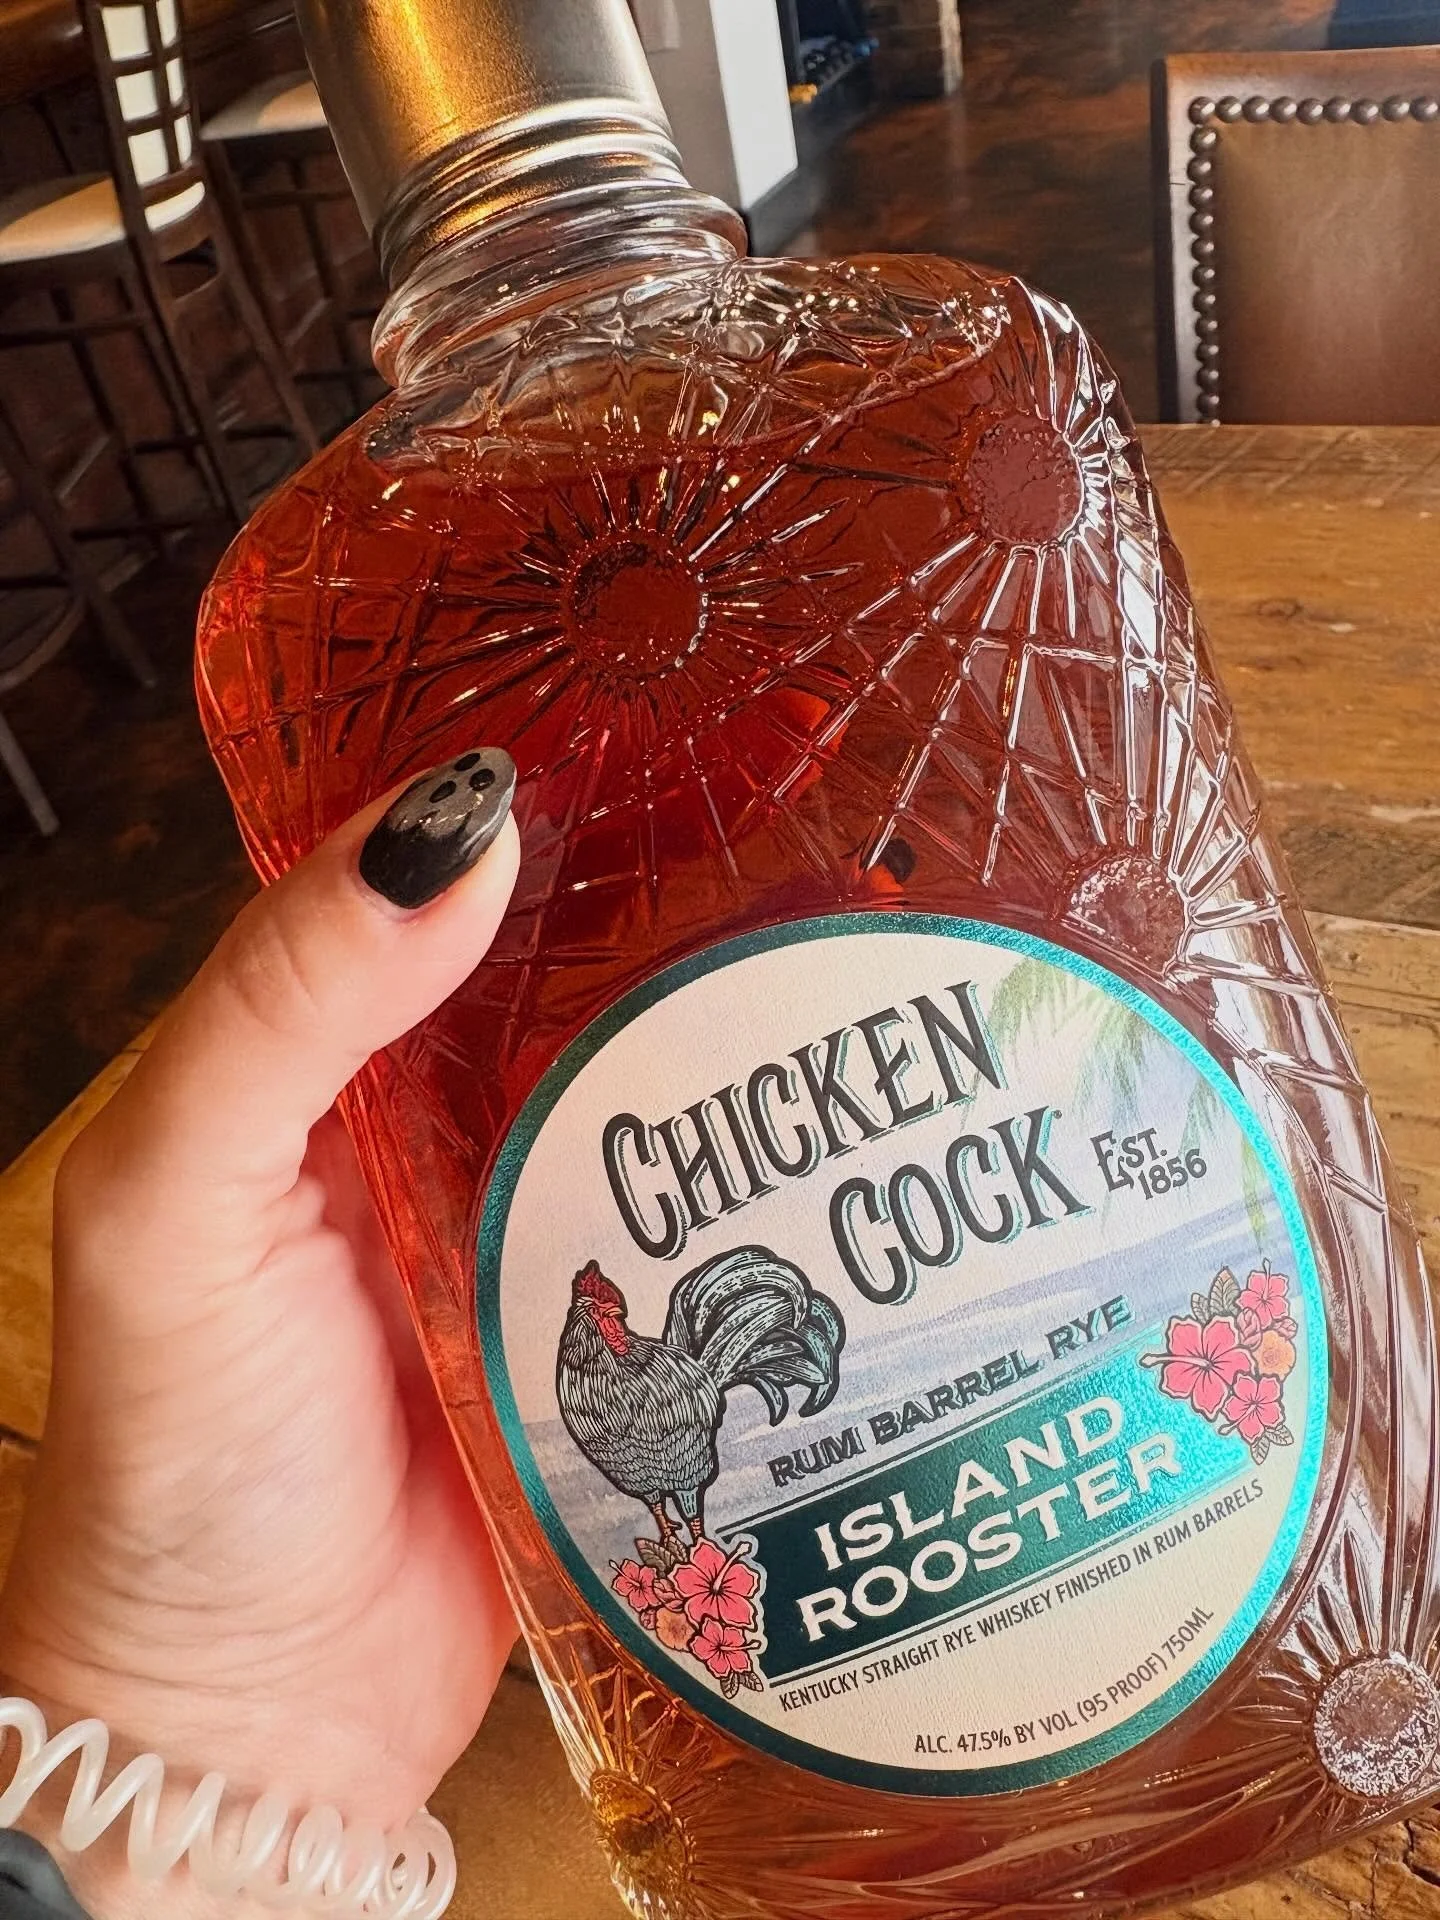 CHICKEN
COCK
EST.
1856
RUM BARREL RYE
ISLAND
ROOSTER
KENTUCKY STRAIGHT RYE WHISKEY FINISHED IN RUM BARRELS
ALC. 47.5% BY VOL (95 PROOF) 750ML